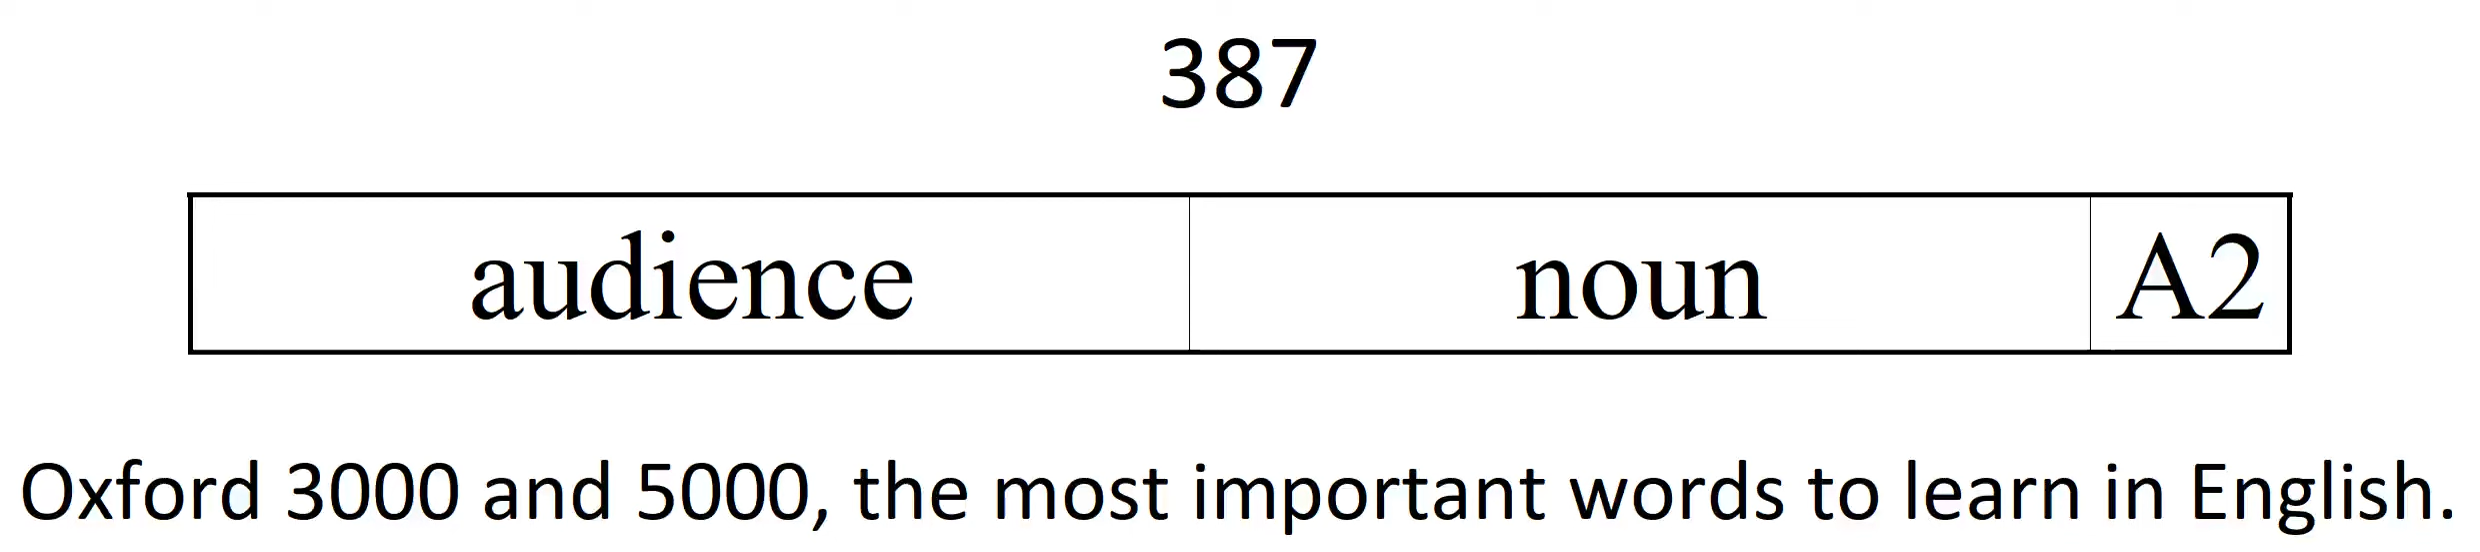 387
audience noun A2
Oxford 3000 and 5000, the most important words to learn in English.